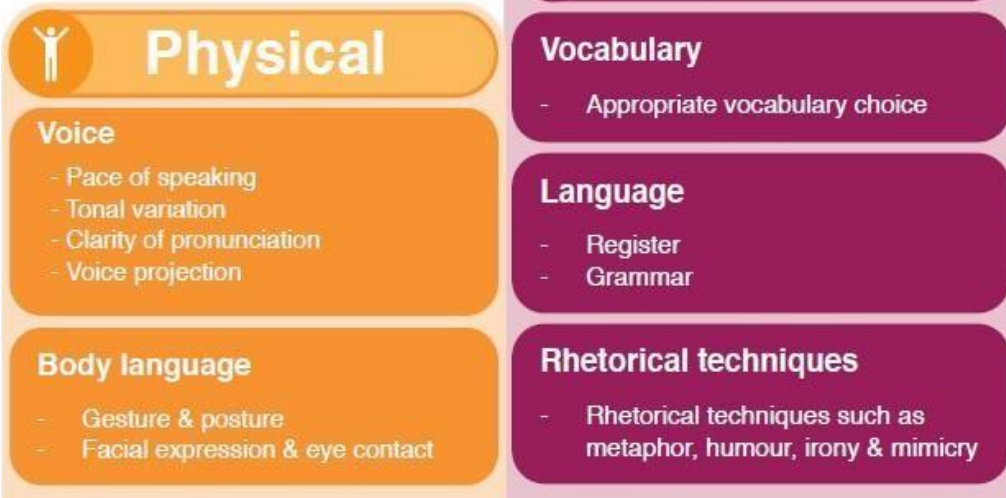 Physical
Voice
- Pace of speaking
- Tonal variation
- Clarity of pronunciation
- Voice projection
Body language
- Gesture & posture
- Facial expression & eye contact
Vocabulary
- Appropriate vocabulary choice
Language
- Register
- Grammar
Rhetorical techniques
- Rhetorical techniques such as
metaphor, humour, irony & mimicry